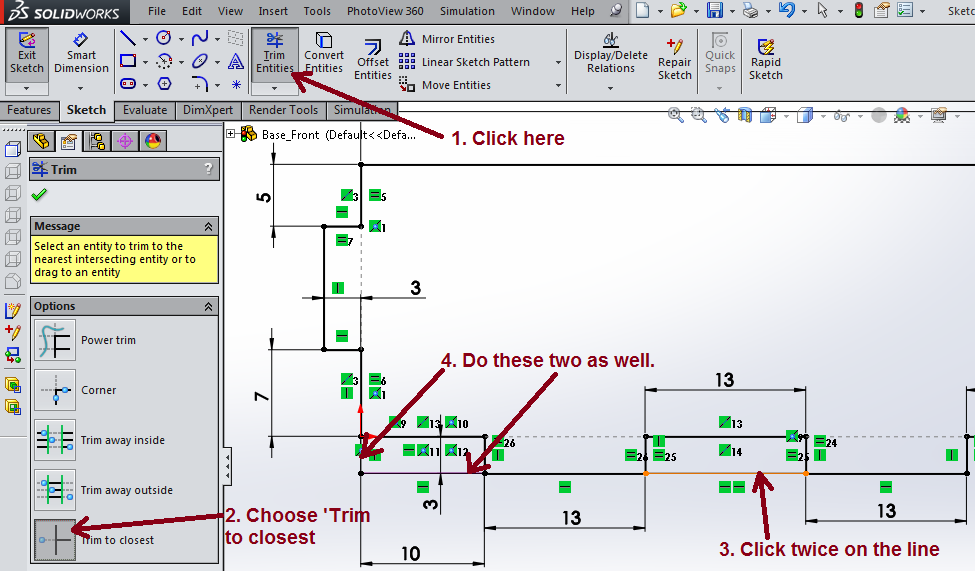 SOLIDWORKS
File Edit View Insert Tools PhotoView 360 Simulation Window Help
Sketc
Exit Sketch
Smart Dimension
Trim Entities
Convert Entities
Offset Entities
Mirror Entities
Linear Sketch Pattern
Move Entities
Display/Delete Relations
Repair Sketch
Quick Snaps
Rapid Sketch
Features Sketch Evaluate DimXpert Render Tools Simulation
Base_Front (Default<<Defa...
1. Click here
Trim
?
Message
Select an entity to trim to the
nearest intersecting entity or to
drag to an entity
Options
Power trim
Corner
Trim away inside
Trim away outside
Trim to closest
2. Choose 'Trim
to closest
5
3 5
1
7
3
7
3 6
1
4. Do these two as well.
13
9 13 10
11 12
26
26 25
13
14
9
25
24
3
13
13
10
3. Click twice on the line